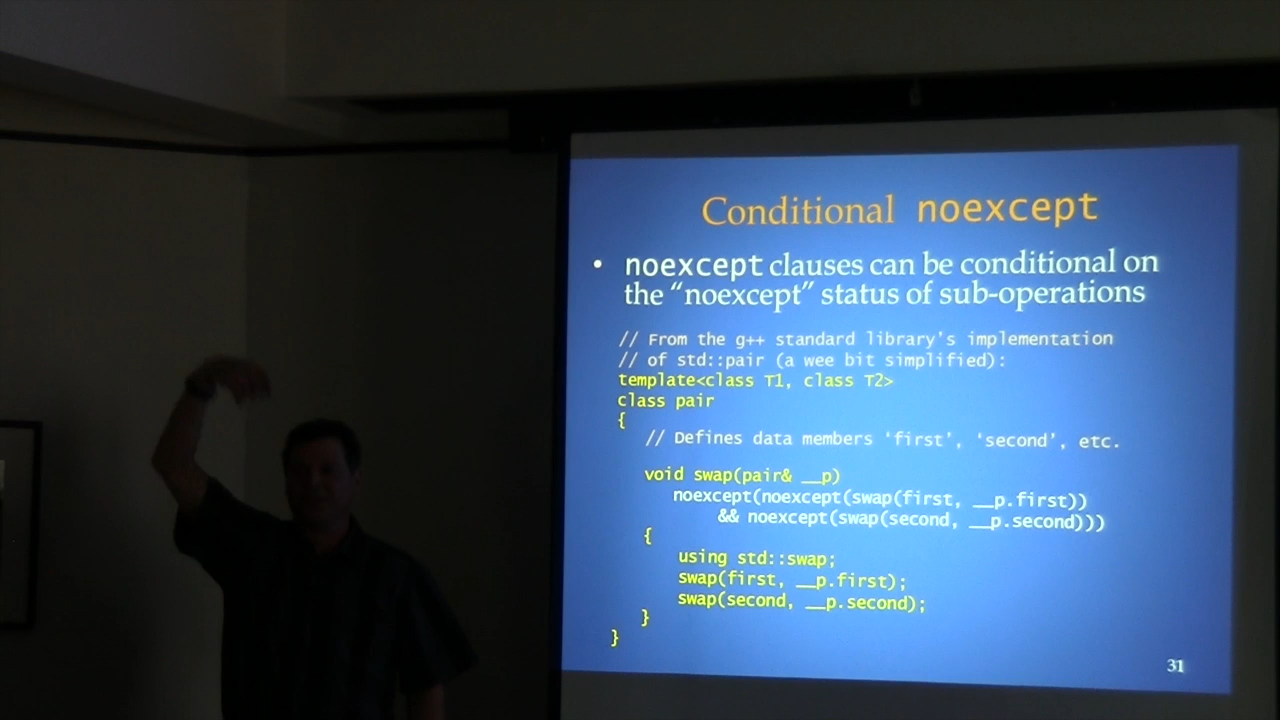 Conditional noexcept
• noexcept clauses can be conditional on
the “noexcept” status of sub-operations
// From the g++ standard library's implementation
// of std::pair (a wee bit simplified):
template<class T1, class T2>
class pair
{
// Defines data members ‘first’, ‘second’, etc.
void swap(pair& __p)
noexcept(noexcept(swap(first, __p.first))
&& noexcept(swap(second, __p.second)))
{
using std::swap;
swap(first, __p.first);
swap(second, __p.second);
}
}
31